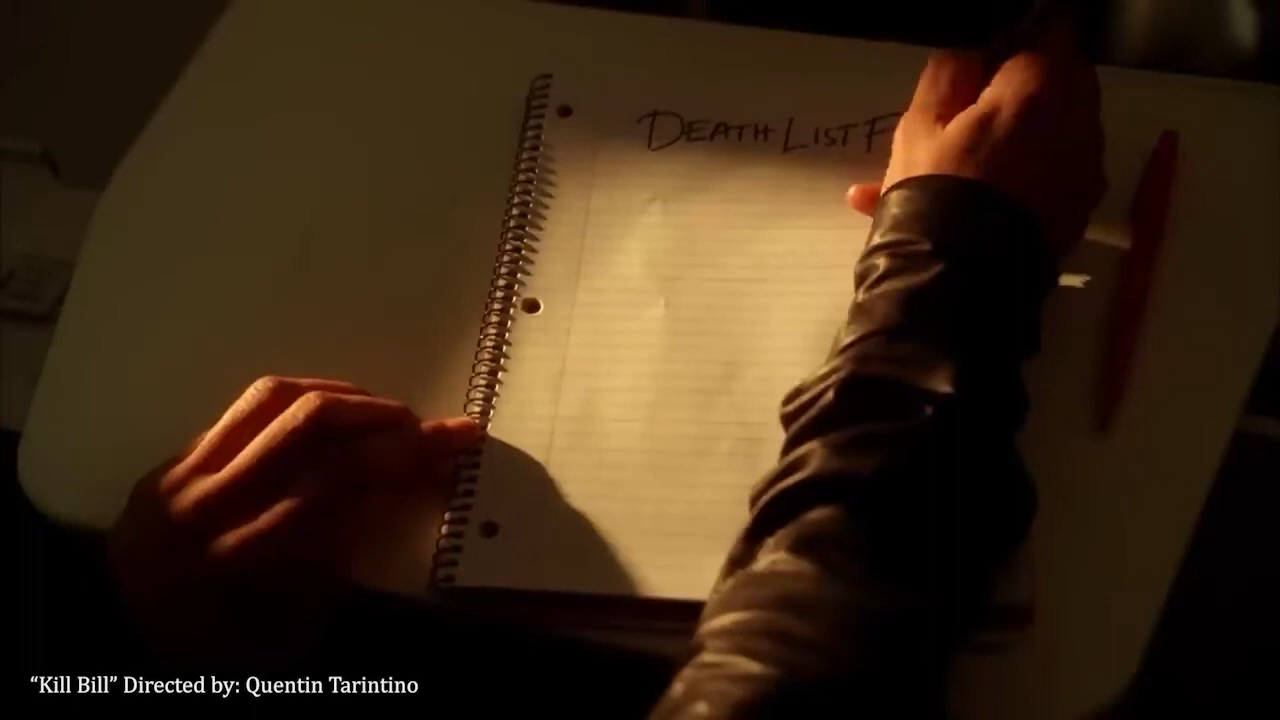 DEATH LIST F
“Kill Bill” Directed by: Quentin Tarintino